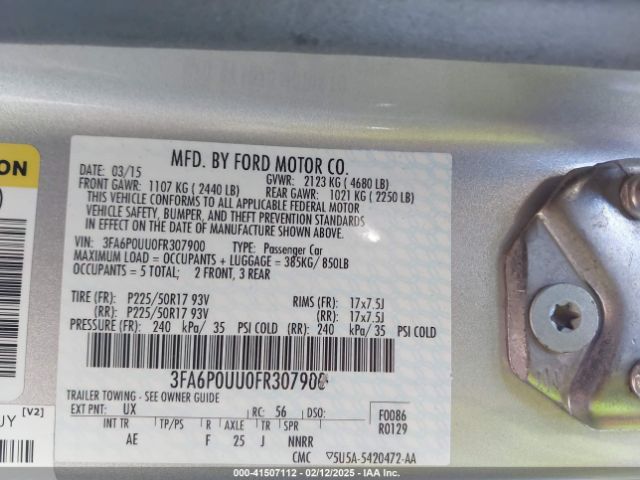 MFD. BY FORD MOTOR CO.
DATE: 03/15 GVWR: 2123 KG ( 4680 LB)
FRONT GAWR: 1107 KG ( 2440 LB) REAR GAWR: 1021 KG ( 2250 LB)
THIS VEHICLE CONFORMS TO ALL APPLICABLE FEDERAL MOTOR
VEHICLE SAFETY, BUMPER, AND THEFT PREVENTION STANDARDS
IN EFFECT ON THE DATE OF MANUFACTURE SHOWN ABOVE.
VIN: 3FA6P0UU0FR307900 TYPE: Passenger Car
MAXIMUM LOAD = OCCUPANTS + LUGGAGE = 385KG/ 850LB
OCCUPANTS = 5 TOTAL; 2 FRONT, 3 REAR
TIRE (FR): P225/50R17 93V RIMS (FR): 17x7.5J
(RR): P225/50R17 93V (RR): 17x7.5J
PRESSURE (FR): 240 kPa/ 35 PSI COLD (RR): 240 kPa/ 35 PSI COLD
3FA6P0UU0FR307900
TRAILER TOWING - SEE OWNER GUIDE
EXT PNT: UX RC: 56 DSO: F0086
INT TR TP/PS R AXLE TR SPR R0129
AE F 25 J NNRR
CMC ▽5U5A-5420472-AA
ION
)
UY [V2]
000-41507112 - 02/12/2025 - IAAI.COM